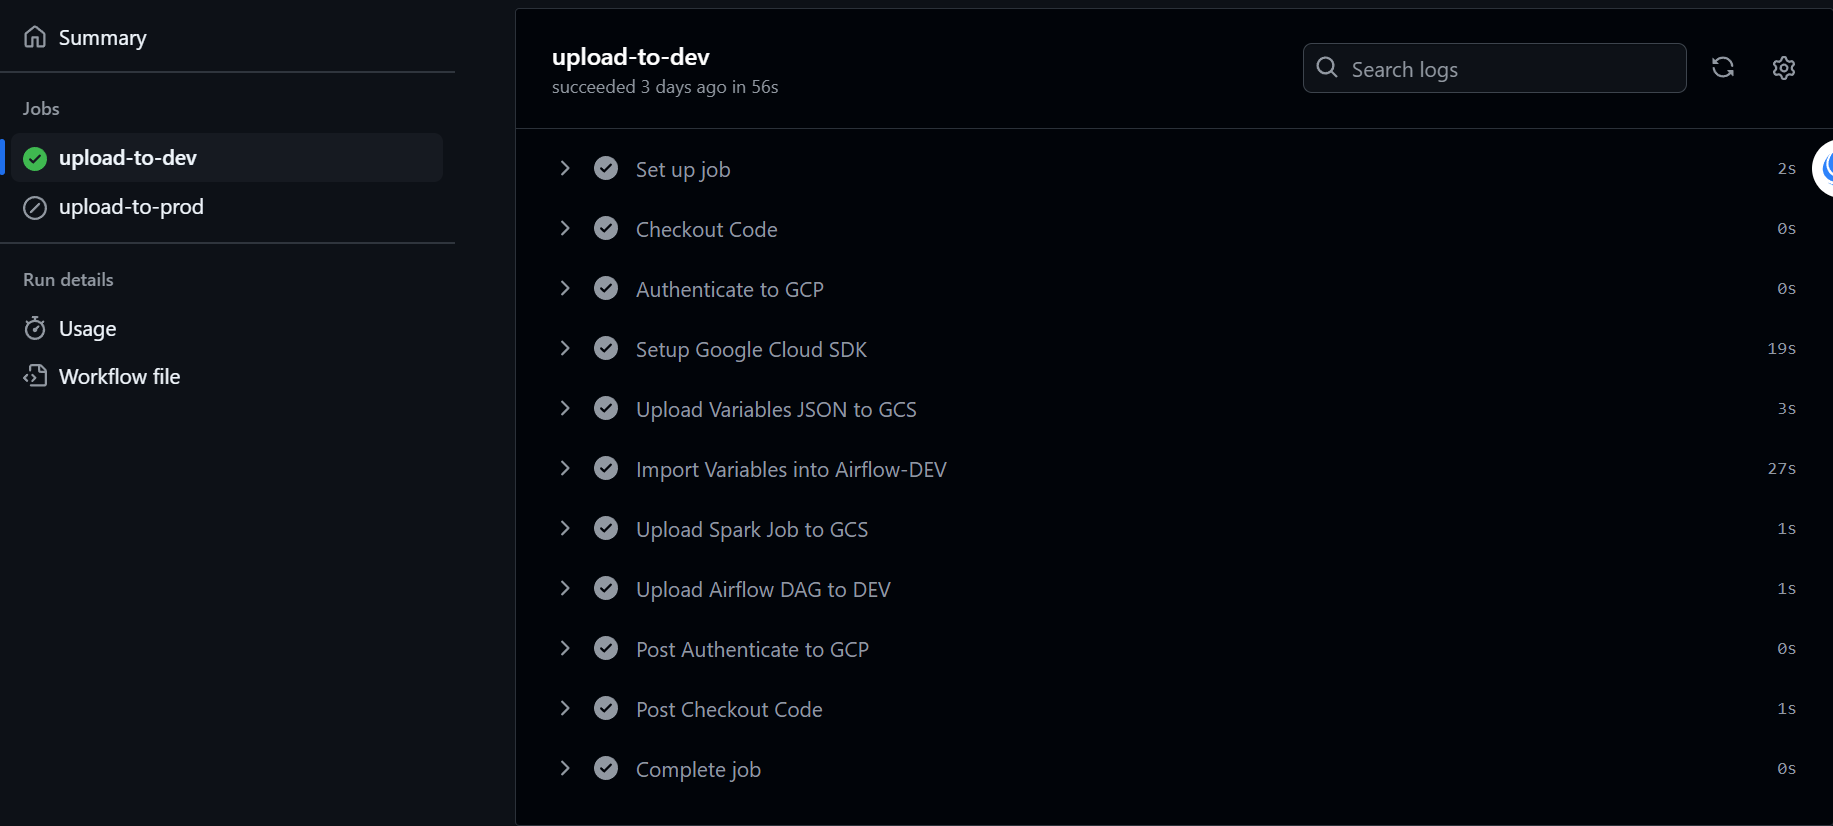 Summary
Jobs
upload-to-dev
upload-to-prod
Run details
Usage
Workflow file
upload-to-dev
succeeded 3 days ago in 56s
Search logs
Set up job 2s
Checkout Code 0s
Authenticate to GCP 0s
Setup Google Cloud SDK 19s
Upload Variables JSON to GCS 3s
Import Variables into Airflow-DEV 27s
Upload Spark Job to GCS 1s
Upload Airflow DAG to DEV 1s
Post Authenticate to GCP 0s
Post Checkout Code 1s
Complete job 0s